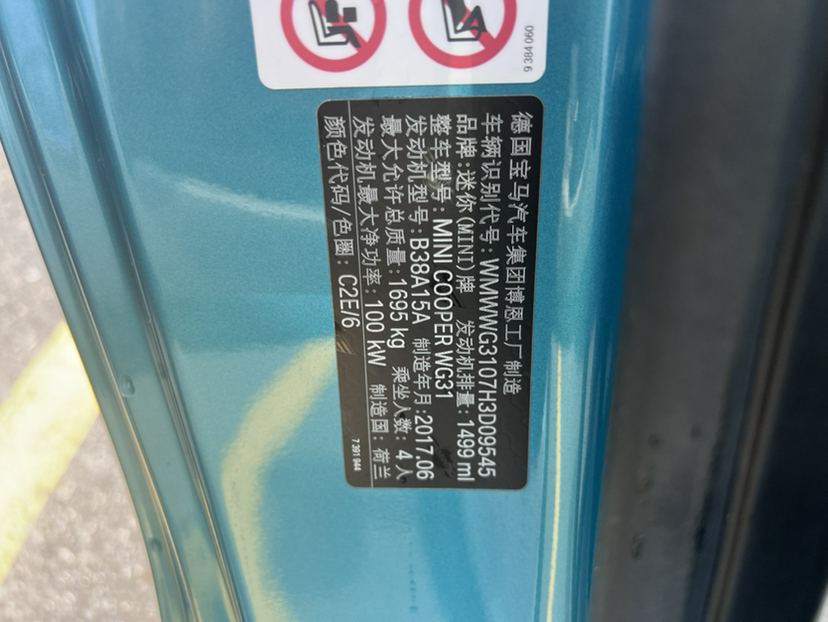 9 384 060
德国宝马汽车集团博恩工厂制造
车辆识别代号: WMWWG3107H3D09545
品牌:迷你(MINI)牌 发动机排量: 1499 ml
整车型号: MINI COOPER WG31
发动机型号: B38A15A 制造年月:2017.06
最大允许总质量: 1695 kg 乘坐人数: 4人
发动机最大净功率: 100 kW 制造国: 荷兰
颜色代码/色圈: C2E/6
7 391 944